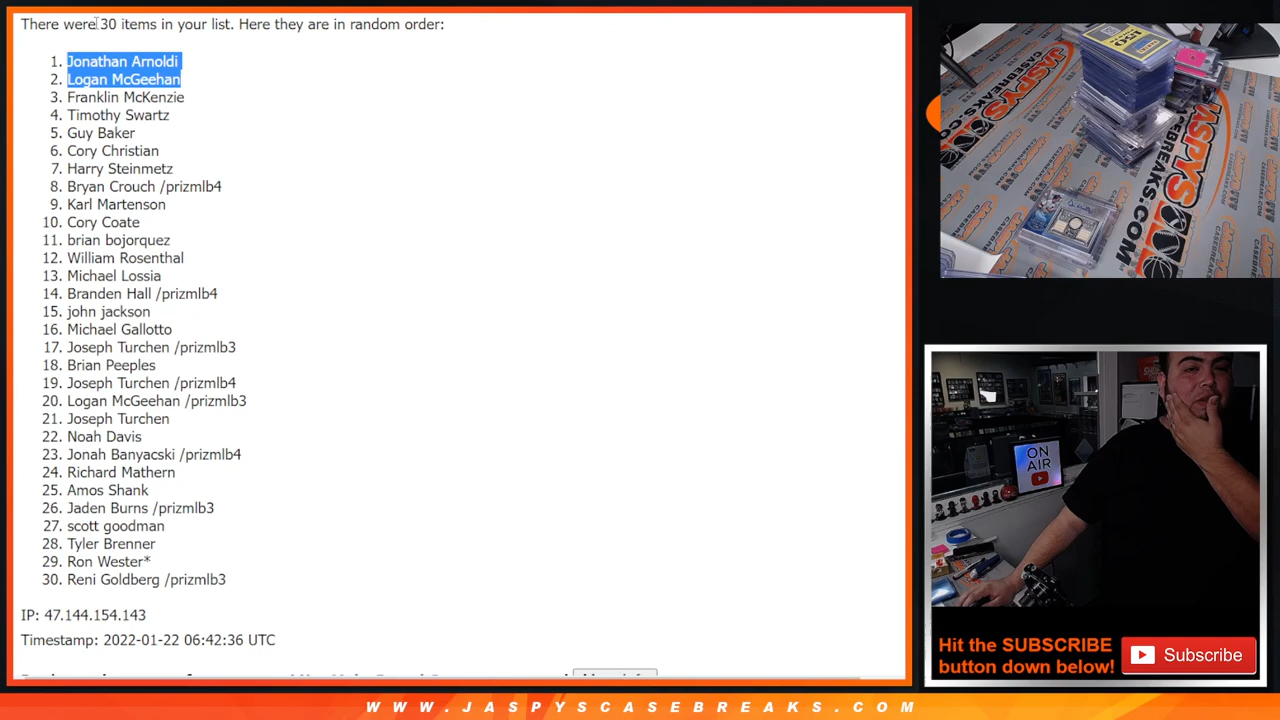 There were 30 items in your list. Here they are in random order:
1. Jonathan Arnoldi
2. Logan McGeehan
3. Franklin McKenzie
4. Timothy Swartz
5. Guy Baker
6. Cory Christian
7. Harry Steinmetz
8. Bryan Crouch /prizmlb4
9. Karl Martenson
10. Cory Coate
11. brian bojorquez
12. William Rosenthal
13. Michael Lossia
14. Branden Hall /prizmlb4
15. john jackson
16. Michael Gallotto
17. Joseph Turchen /prizmlb3
18. Brian Peeples
19. Joseph Turchen /prizmlb4
20. Logan McGeehan /prizmlb3
21. Joseph Turchen
22. Noah Davis
23. Jonah Banyacski /prizmlb4
24. Richard Mathern
25. Amos Shank
26. Jaden Burns /prizmlb3
27. scott goodman
28. Tyler Brenner
29. Ron Wester*
30. Reni Goldberg /prizmlb3
IP: 47.144.154.143
Timestamp: 2022-01-22 06:42:36 UTC
150
JASPYS
CASEBREAKS.COM
ON
AIR
Hit the SUBSCRIBE
button down below!
Subscribe
WWW.JASPYSCASEBREAKS.COM